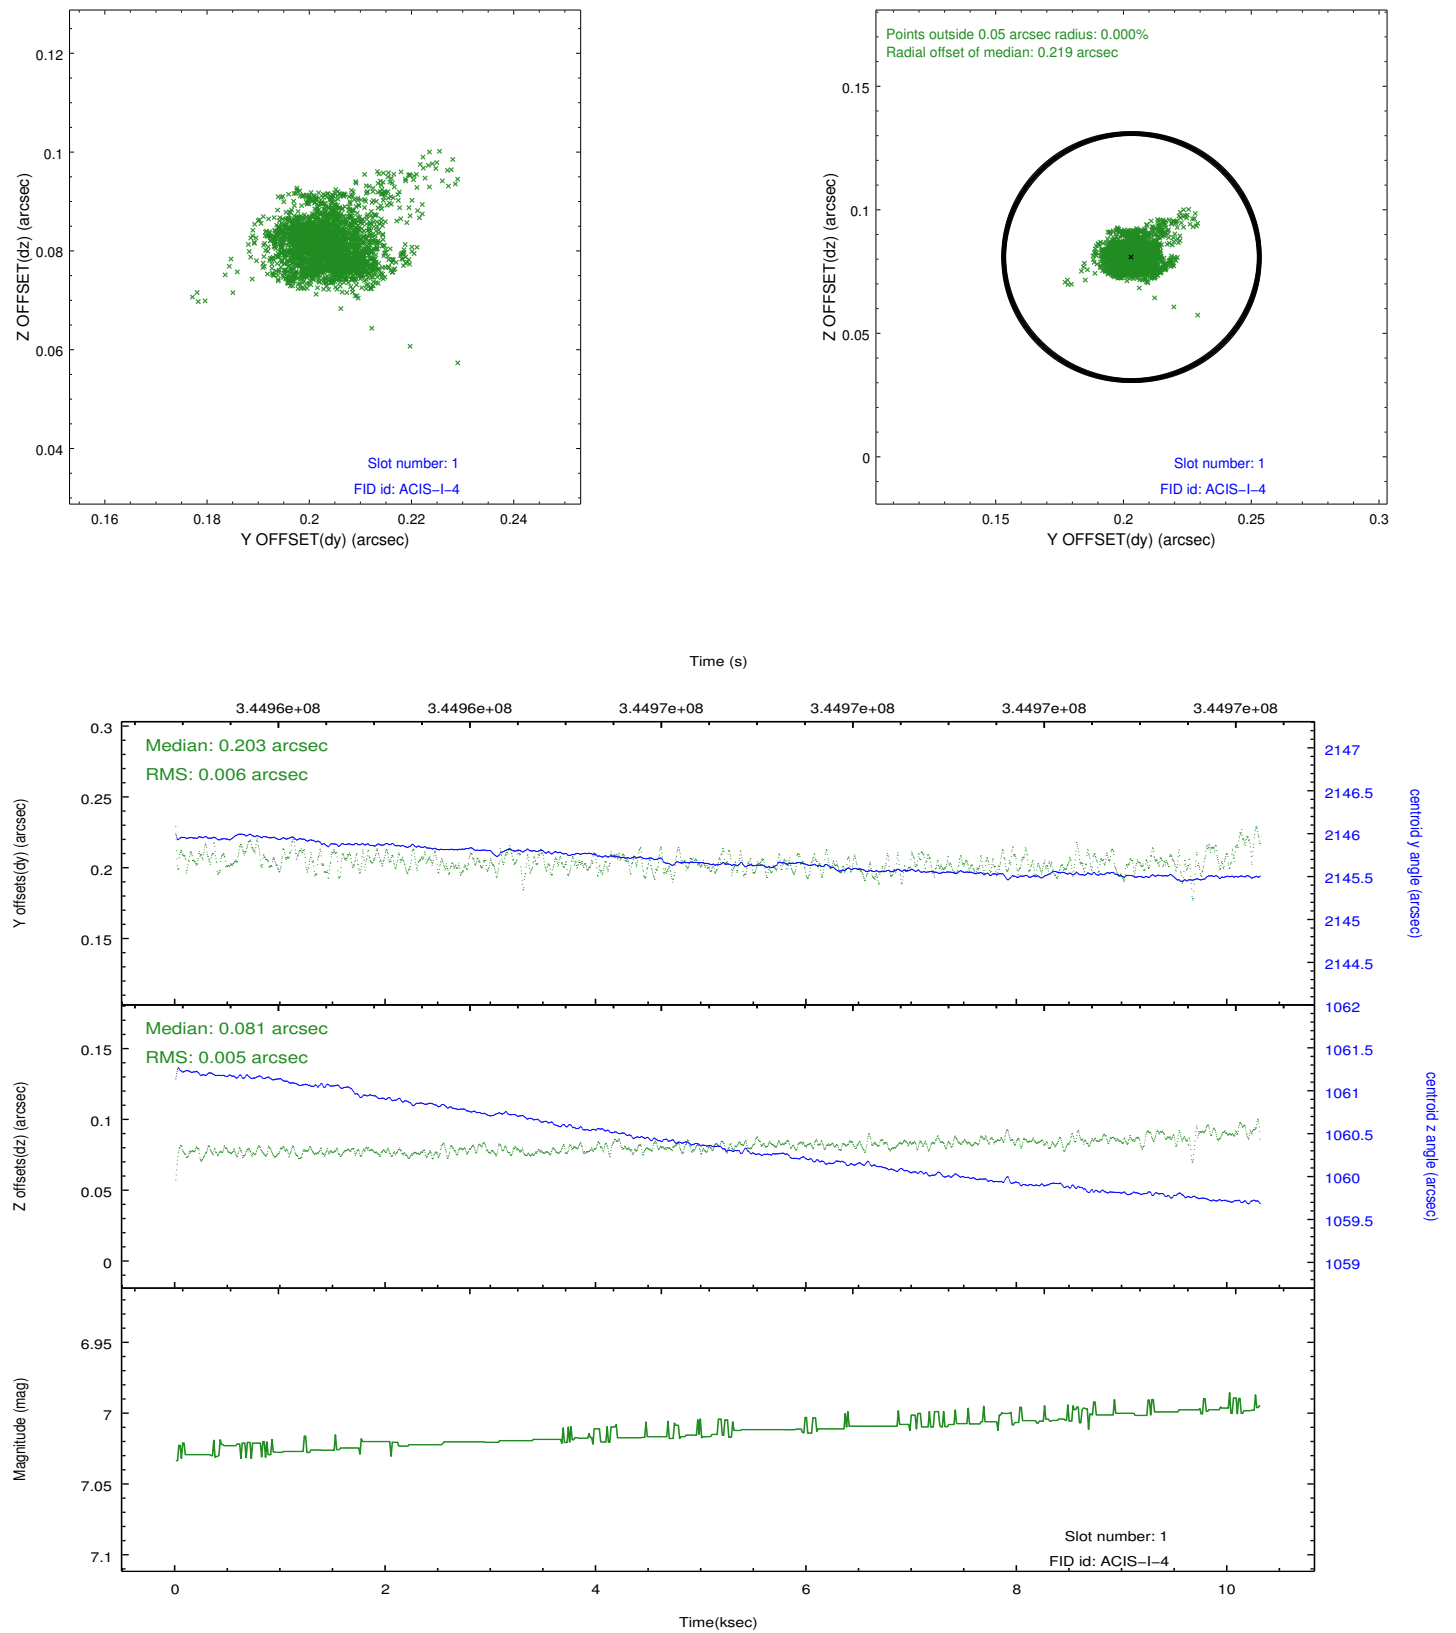 0.12
0.1
0.08
0.06
0.04
Z OFFSET(dz) (arcsec)
0.16
0.18
0.2
0.22
0.24
Y OFFSET(dy) (arcsec)
Slot number: 1
FID id: ACIS−I−4
Points outside 0.05 arcsec radius: 0.000%
Radial offset of median: 0.219 arcsec
0.15
0.1
0.05
0
Z OFFSET(dz) (arcsec)
0.15
0.2
0.25
0.3
Y OFFSET(dy) (arcsec)
Slot number: 1
FID id: ACIS−I−4
Time (s)
3.4496e+08
3.4496e+08
3.4497e+08
3.4497e+08
3.4497e+08
3.4497e+08
Median: 0.203 arcsec
RMS: 0.006 arcsec
0.3
0.25
0.2
0.15
Y offsets(dy) (arcsec)
2147
2146.5
2146
2145.5
2145
2144.5
centroid y angle (arcsec)
Median: 0.081 arcsec
RMS: 0.005 arcsec
0.15
0.1
0.05
0
Z offsets(dz) (arcsec)
1062
1061.5
1061
1060.5
1060
1059.5
1059
centroid z angle (arcsec)
6.95
7
7.05
7.1
Magnitude (mag)
Slot number: 1
FID id: ACIS−I−4
0
2
4
6
8
10
Time(ksec)